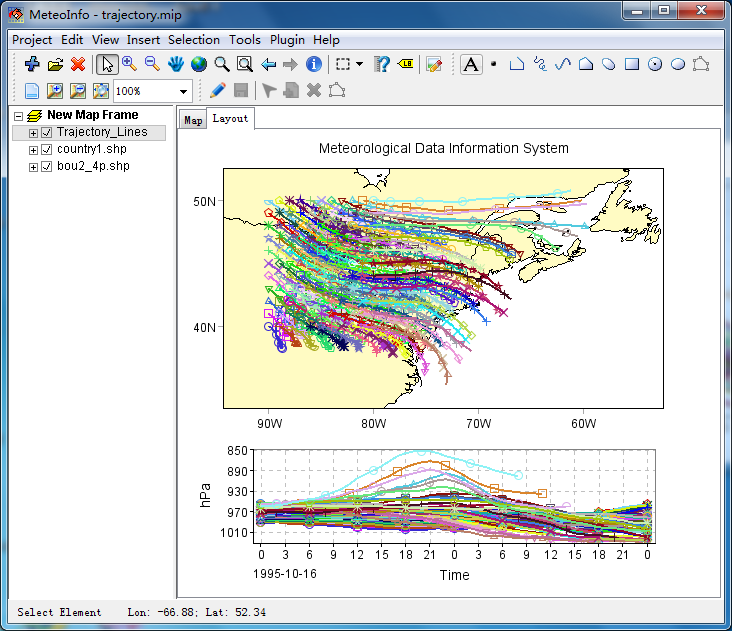 MeteoInfo - trajectory.mip
Project Edit View Insert Selection Tools Plugin Help
LB A
100%
New Map Frame
Trajectory_Lines
country1.shp
bou2_4p.shp
Map Layout
Meteorological Data Information System
50N
40N
90W 80W 70W 60W
850
890
930
970
1010
hPa
0 3 6 9 12 15 18 21 0 3 6 9 12 15 18 21 0
1995-10-16
Time
Select Element Lon: -66.88; Lat: 52.34